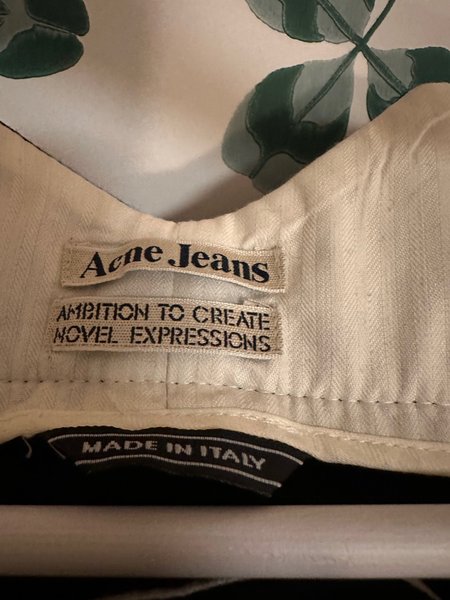 Acne Jeans
AMBITION TO CREATE
NOVEL EXPRESSIONS
MADE IN ITALY